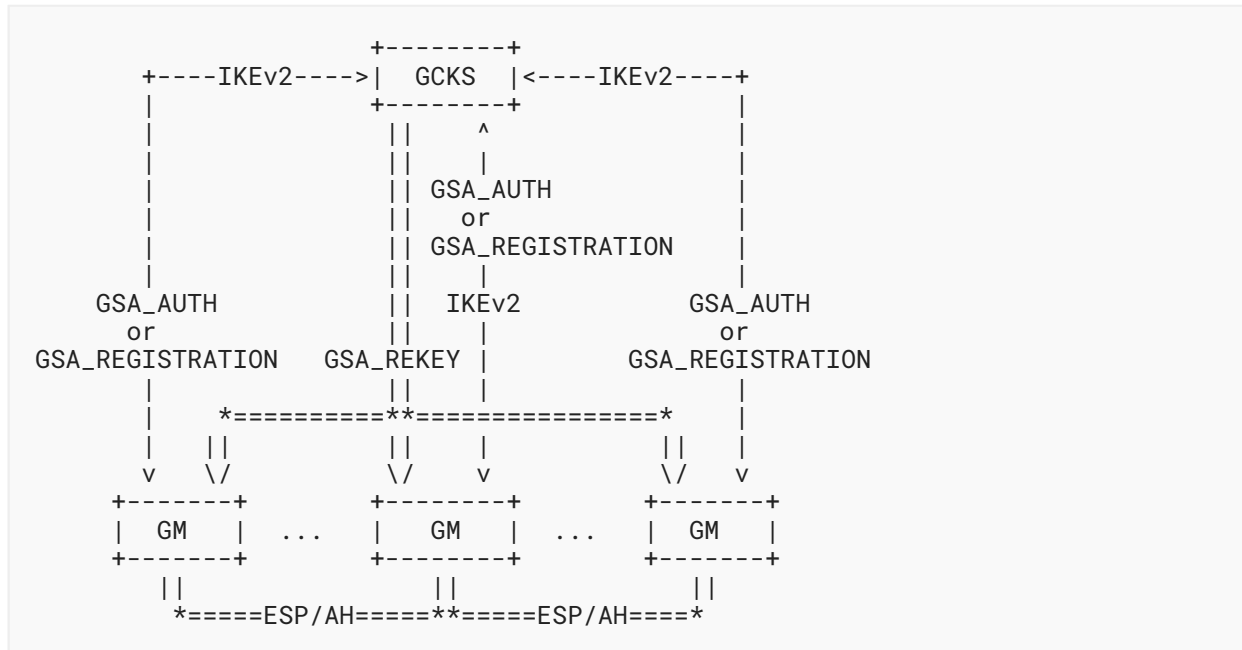 +--------+
         +----IKEv2---->|  GCKS  |<----IKEv2----+
         |              +--------+              |
         |               ||    ^                |
         |               ||    |                |
         |               || GSA_AUTH            |
         |               ||   or                |
         |               || GSA_REGISTRATION    |
         |               ||    |                |
      GSA_AUTH           ||  IKEv2           GSA_AUTH
        or               ||    |               or
  GSA_REGISTRATION   GSA_REKEY |         GSA_REGISTRATION
         |               ||    |                |
         |    *==========**================*    |
         |   ||          ||    |          ||    |
         v   \/          \/    v          \/    v
       +-------+        +--------+       +-------+
       |  GM   |  ...   |   GM   |  ...  |  GM   |
       +-------+        +--------+       +-------+
          ||                ||              ||
           *=====ESP/AH=====**=====ESP/AH====*